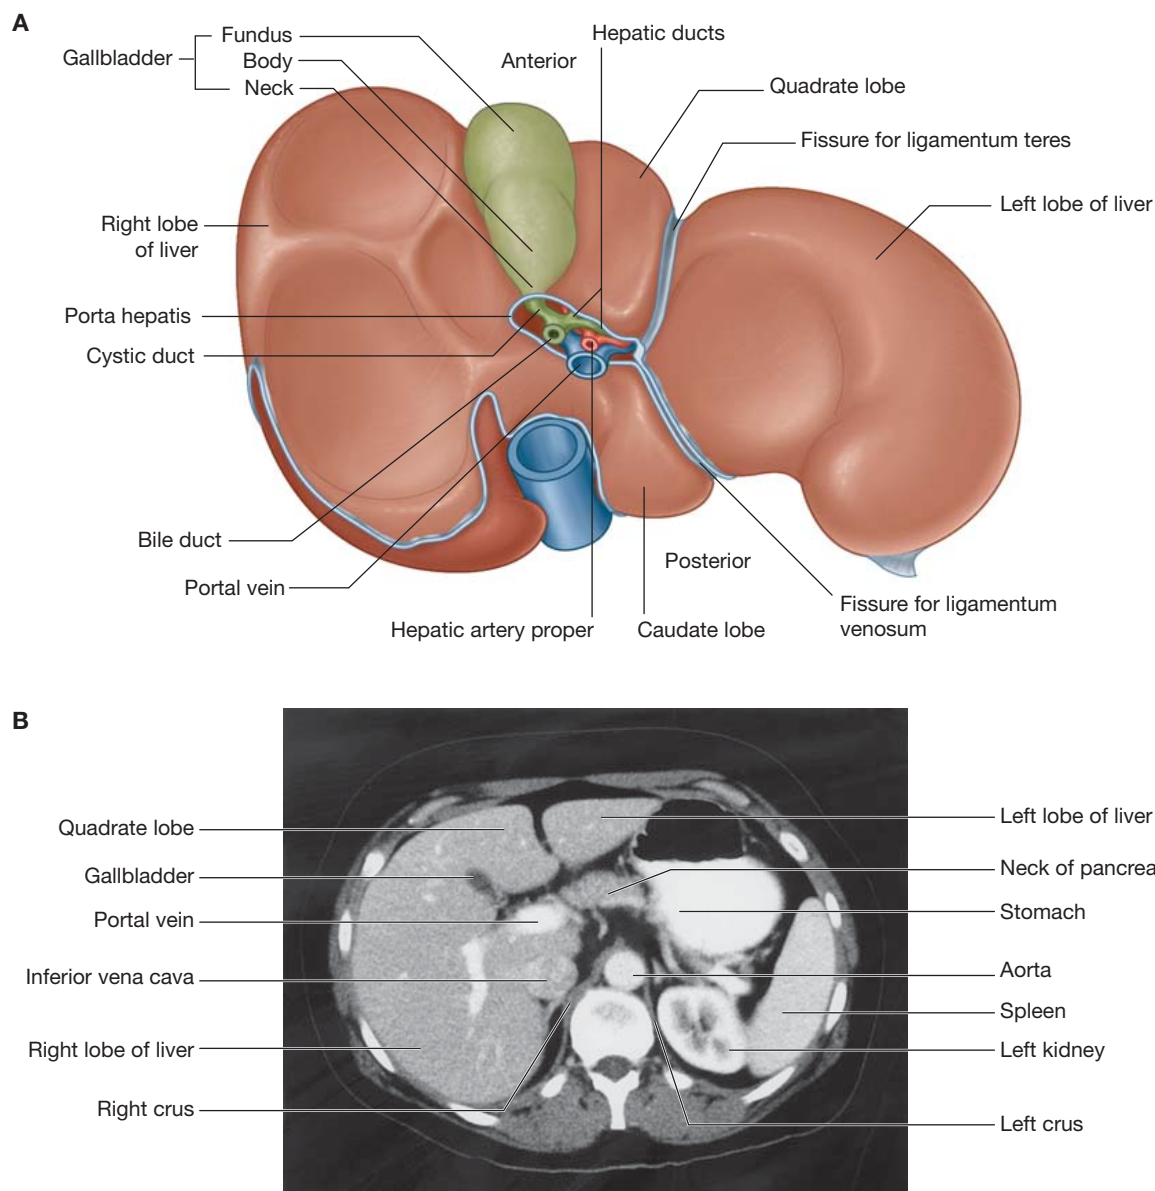 A
Gallbladder
Fundus
Body
Neck
Anterior
Hepatic ducts
Quadrate lobe
Fissure for ligamentum teres
Left lobe of liver
Right lobe
of liver
Porta hepatis
Cystic duct
Bile duct
Portal vein
Hepatic artery proper
Caudate lobe
Posterior
Fissure for ligamentum
venosum
B
Quadrate lobe
Gallbladder
Portal vein
Inferior vena cava
Right lobe of liver
Right crus
Left lobe of liver
Neck of pancrea
Stomach
Aorta
Spleen
Left kidney
Left crus